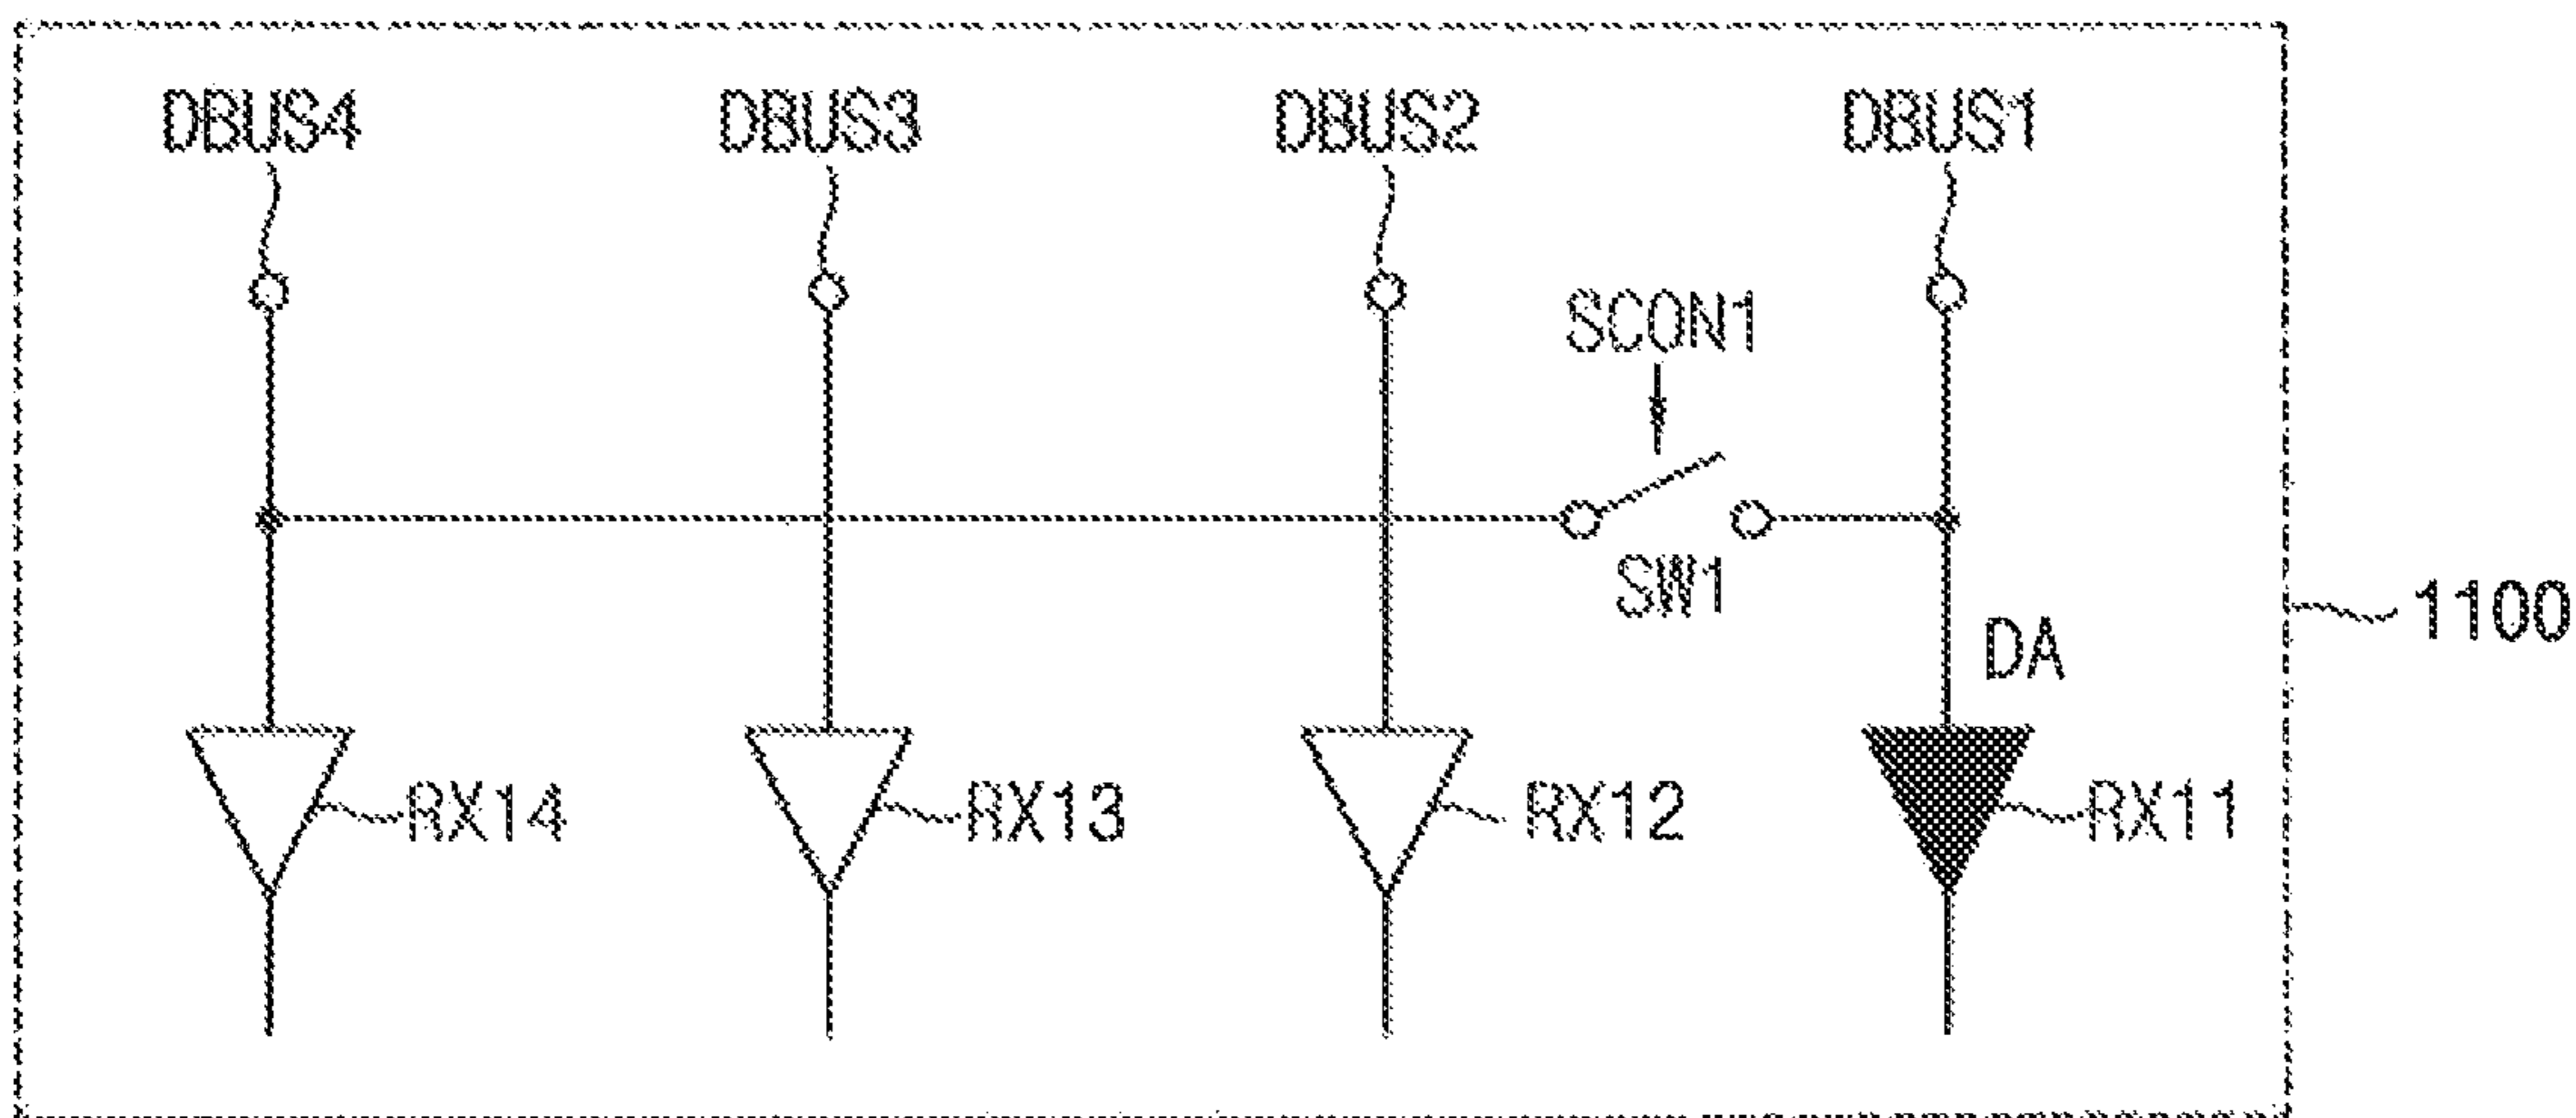 DBUS4 DBUS3 DBUS2 DBUS1
SCON1
SW1
1100
DA
RX14 RX13 RX12 RX11